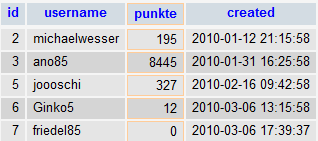 id username punkte created
2 michaelwesser 195 2010-01-12 21:15:58
3 ano85 8445 2010-01-31 16:25:58
5 joooschi 327 2010-02-16 09:42:58
6 Ginko5 12 2010-03-06 13:15:58
7 friedel85 0 2010-03-06 17:39:37